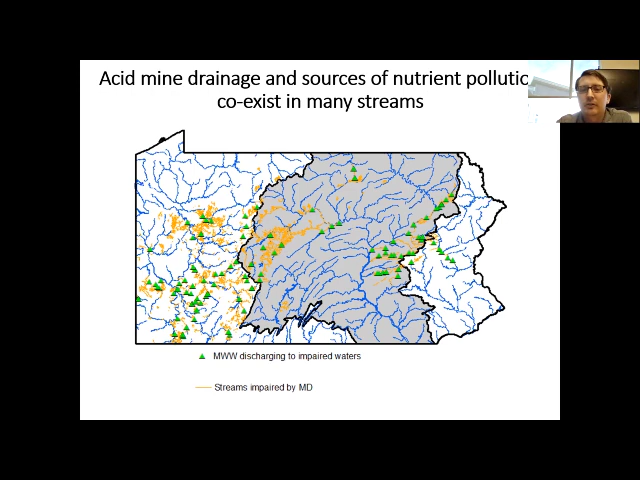 Acid mine drainage and sources of nutrient pollutio
co-exist in many streams
MWW discharging to impaired waters
Streams impaired by MD